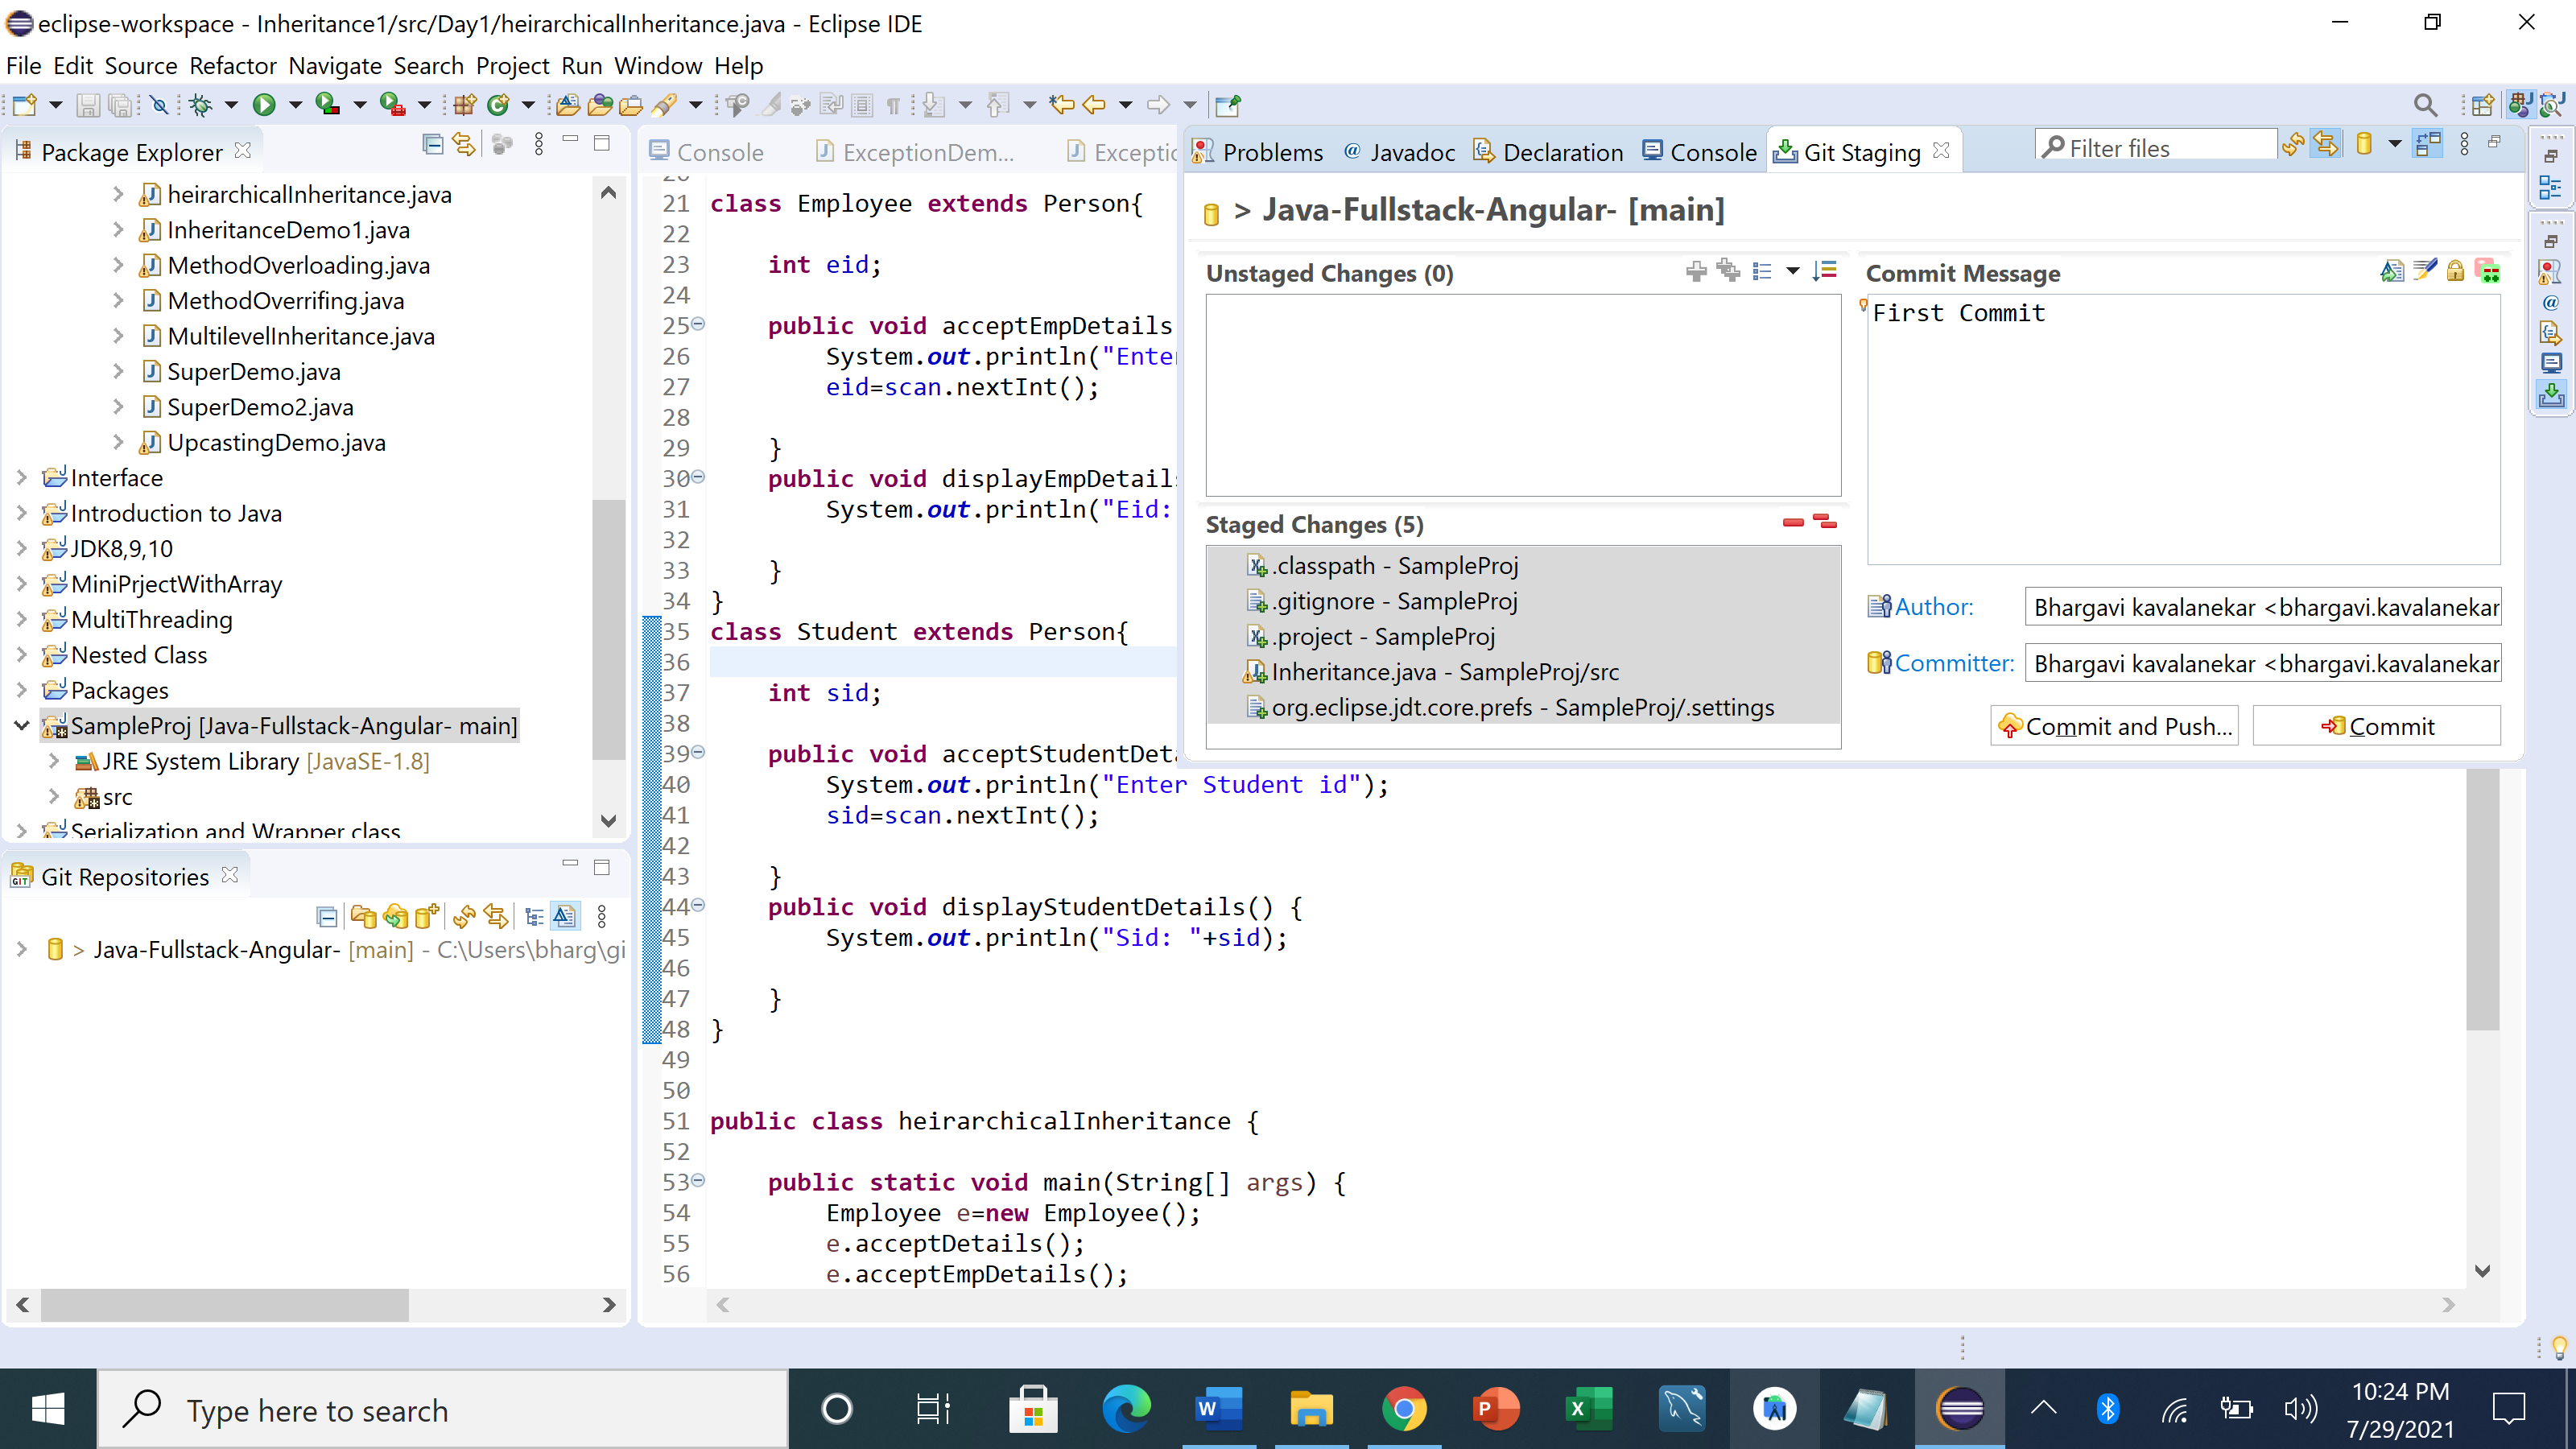 eclipse-workspace - Inheritance1/src/Day1/heirarchicalInheritance.java - Eclipse IDE
File Edit Source Refactor Navigate Search Project Run Window Help
Package Explorer
heirarchicalInheritance.java
InheritanceDemo1.java
MethodOverloading.java
MethodOverrifing.java
MultilevelInheritance.java
SuperDemo.java
SuperDemo2.java
UpcastingDemo.java
Interface
Introduction to Java
JDK8,9,10
MiniPrjectWithArray
MultiThreading
Nested Class
Packages
SampleProj [Java-Fullstack-Angular- main]
JRE System Library [JavaSE-1.8]
src
Serialization and Wrapper class
Git Repositories
> Java-Fullstack-Angular- [main] - C:\Users\bharg\gi
Console ExceptionDem... Exceptio
20
21 class Employee extends Person{
22
23 int eid;
24
25 public void acceptEmpDetails
26 System.out.println("Enter
27 eid=scan.nextInt();
28
29 }
30 public void displayEmpDetails
31 System.out.println("Eid:
32
33 }
34 }
35 class Student extends Person{
36
37 int sid;
38
39 public void acceptStudentDeta
40 System.out.println("Enter Student id");
41 sid=scan.nextInt();
42
43 }
44 public void displayStudentDetails() {
45 System.out.println("Sid: "+sid);
46
47 }
48 }
49
50
51 public class heirarchicalInheritance {
52
53 public static void main(String[] args) {
54 Employee e=new Employee();
55 e.acceptDetails();
56 e.acceptEmpDetails();
Problems @ Javadoc Declaration Console Git Staging
Filter files
> Java-Fullstack-Angular- [main]
Unstaged Changes (0)
Staged Changes (5)
.classpath - SampleProj
.gitignore - SampleProj
.project - SampleProj
Inheritance.java - SampleProj/src
org.eclipse.jdt.core.prefs - SampleProj/.settings
Commit Message
First Commit
Author: Bhargavi kavalanekar <bhargavi.kavalanekar
Committer: Bhargavi kavalanekar <bhargavi.kavalanekar
Commit and Push...
Commit
Type here to search
10:24 PM
7/29/2021